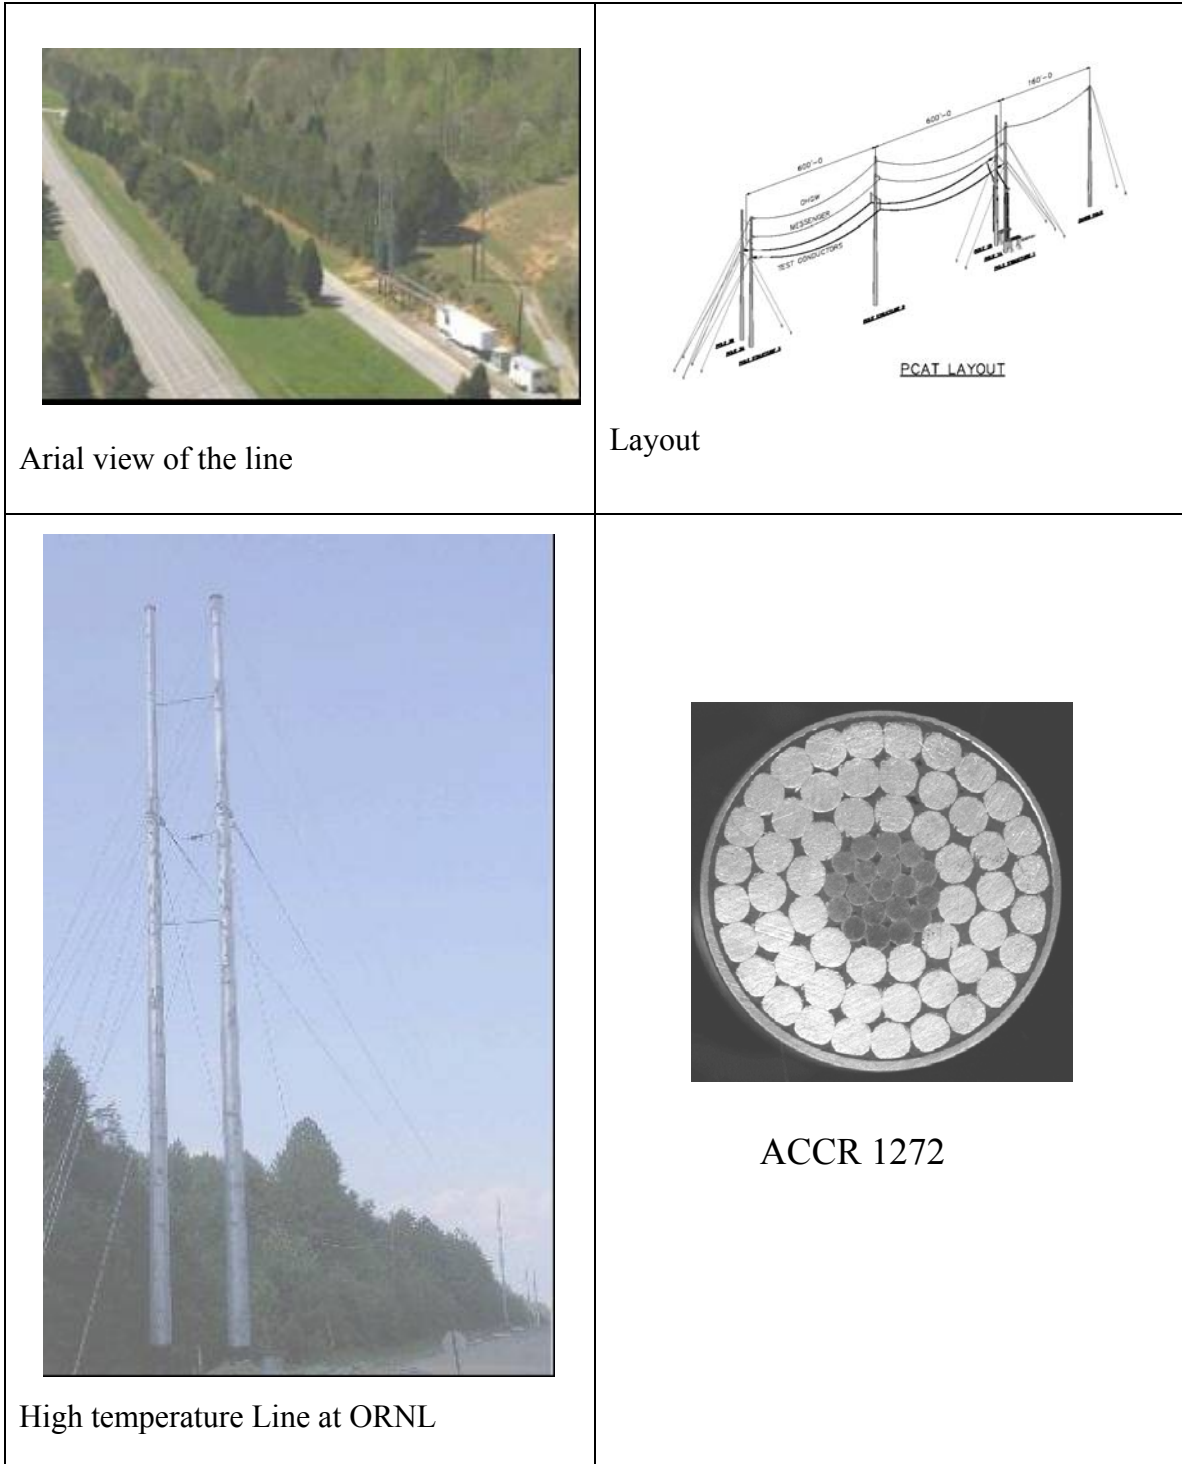 160'-0
600'-0
600'-0
OHGW
MESSENGER
TEST CONDUCTORS
PCAT LAYOUT
Arial view of the line
Layout
ACCR 1272
High temperature Line at ORNL